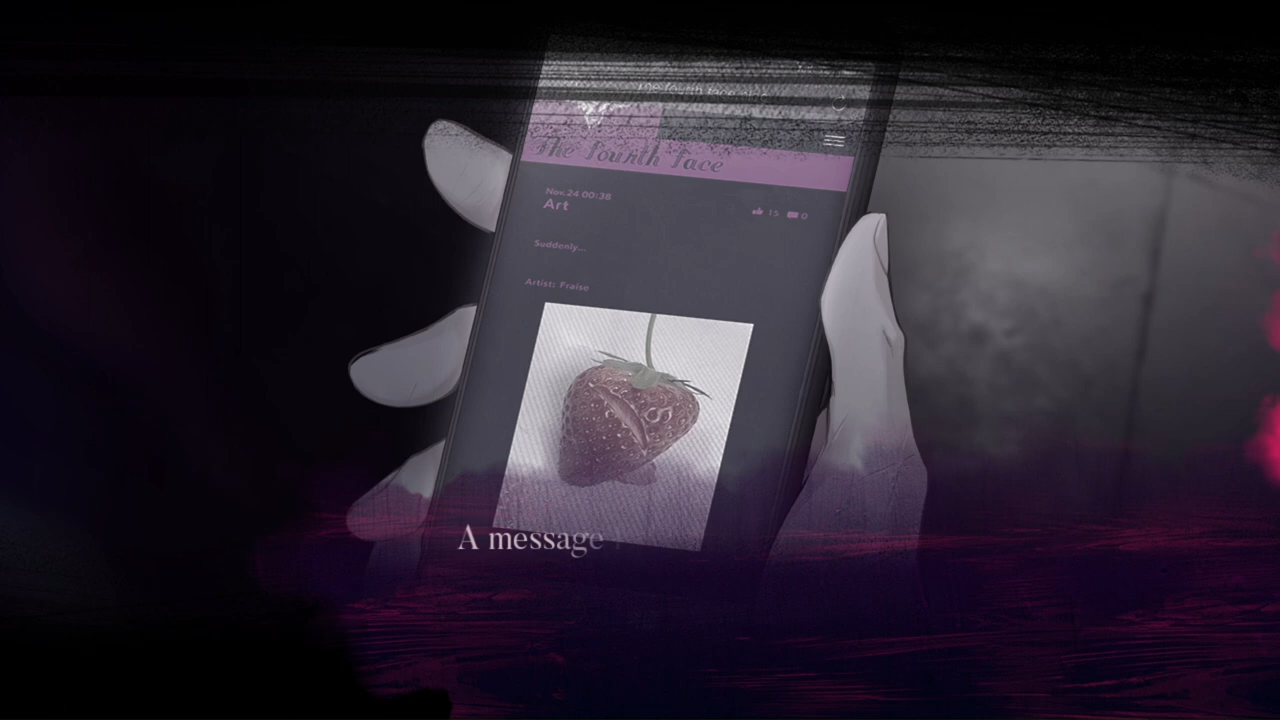 The fourth face
Nov.24 00:38
Art
15 0
Suddenly...
Artist: Praise
A message